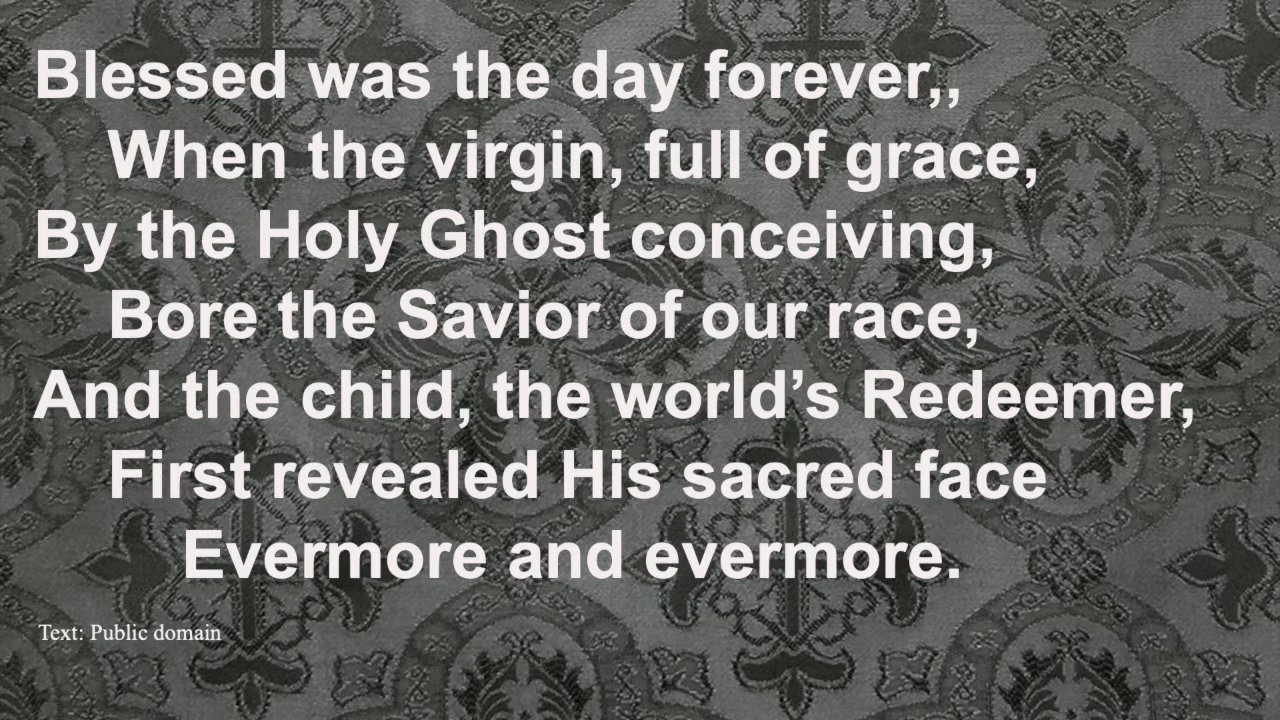 Blessed was the day forever,,
When the virgin, full of grace,
By the Holy Ghost conceiving,
Bore the Savior of our race,
And the child, the world’s Redeemer,
First revealed His sacred face
Evermore and evermore.
Text: Public domain